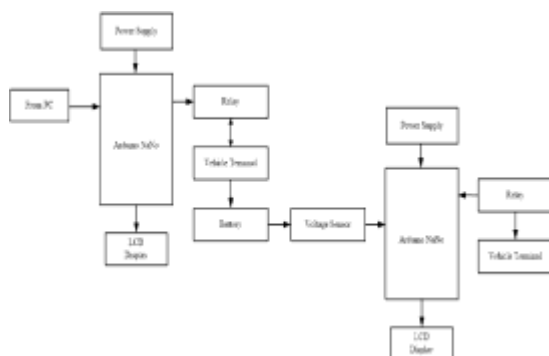 Power Supply
From PC
Arduino NaNo
Relay
Vehicle Terminal
Battery
LCD
Display
Voltage Sensor
Power Supply
Arduino NaNo
Relay
Vehicle Terminal
LCD
Display